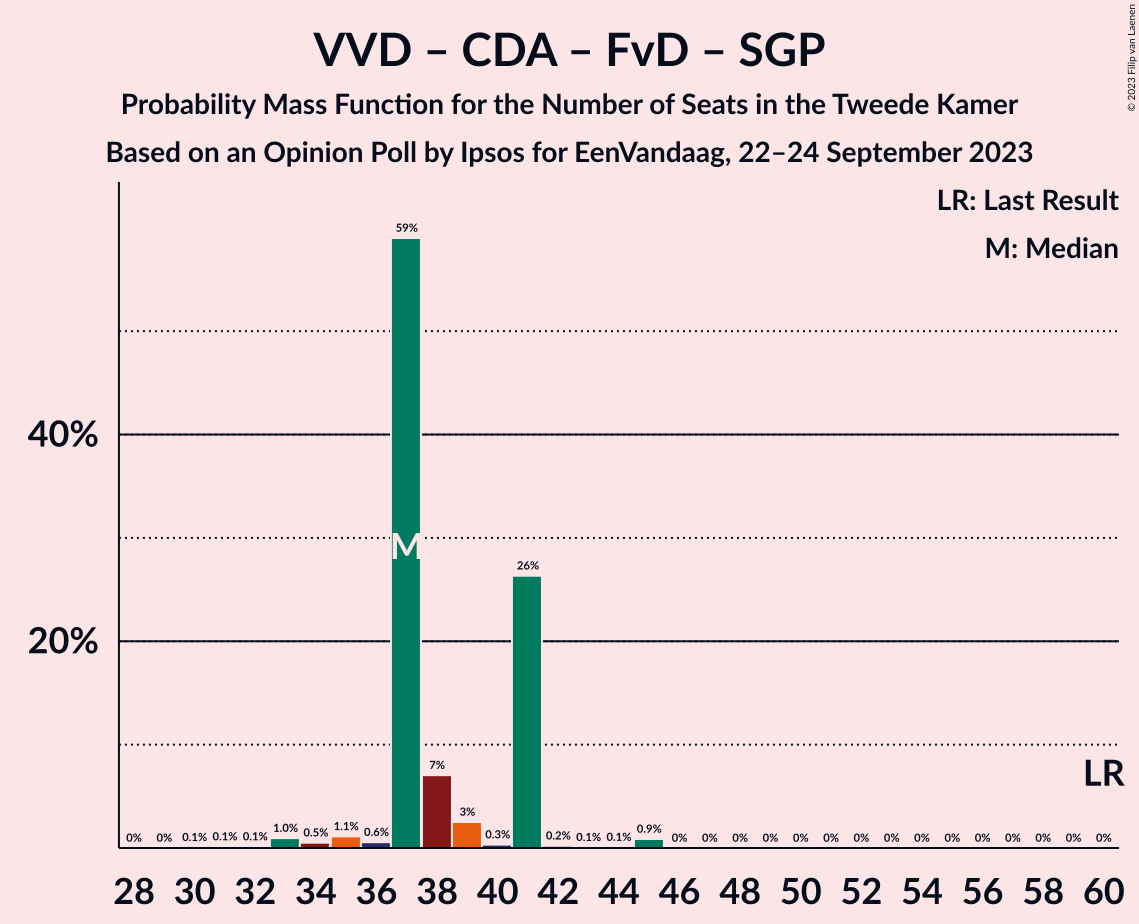 VVD – CDA – FvD – SGP
Probability Mass Function for the Number of Seats in the Tweede Kamer
Based on an Opinion Poll by Ipsos for EenVandaag, 22–24 September 2023
© 2023 Filip van Laenen
LR: Last Result
M: Median
59%
40%
M
26%
20%
LR
7%
3%
0% 0% 0.1% 0.1% 0.1% 1.0% 0.5% 1.1% 0.6% 0.3% 0.2% 0.1% 0.1% 0.9% 0% 0% 0% 0% 0% 0% 0% 0% 0% 0% 0% 0% 0% 0% 0%
28 30 32 34 36 38 40 42 44 46 48 50 52 54 56 58 60